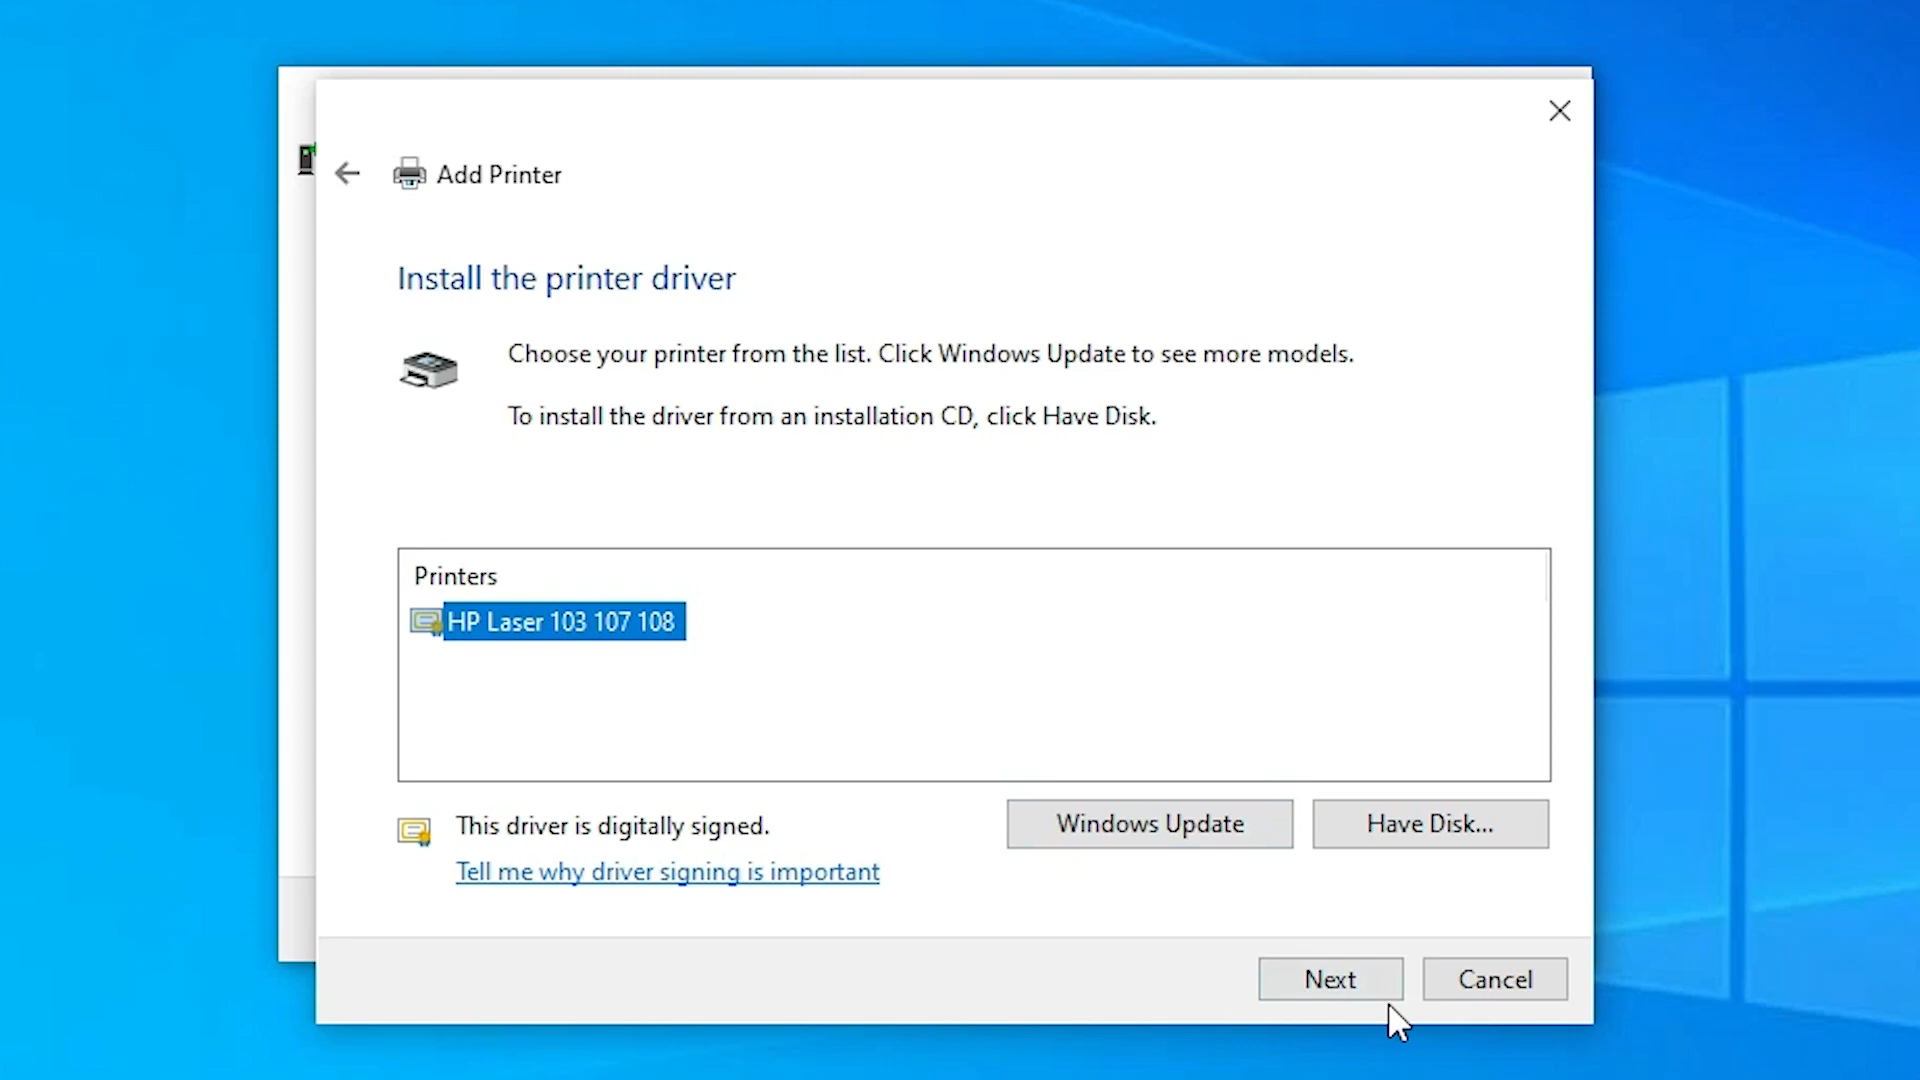 Add Printer
Install the printer driver
Choose your printer from the list. Click Windows Update to see more models.
To install the driver from an installation CD, click Have Disk.
Printers
HP Laser 103 107 108
This driver is digitally signed.
Windows Update
Have Disk...
Tell me why driver signing is important
Next
Cancel